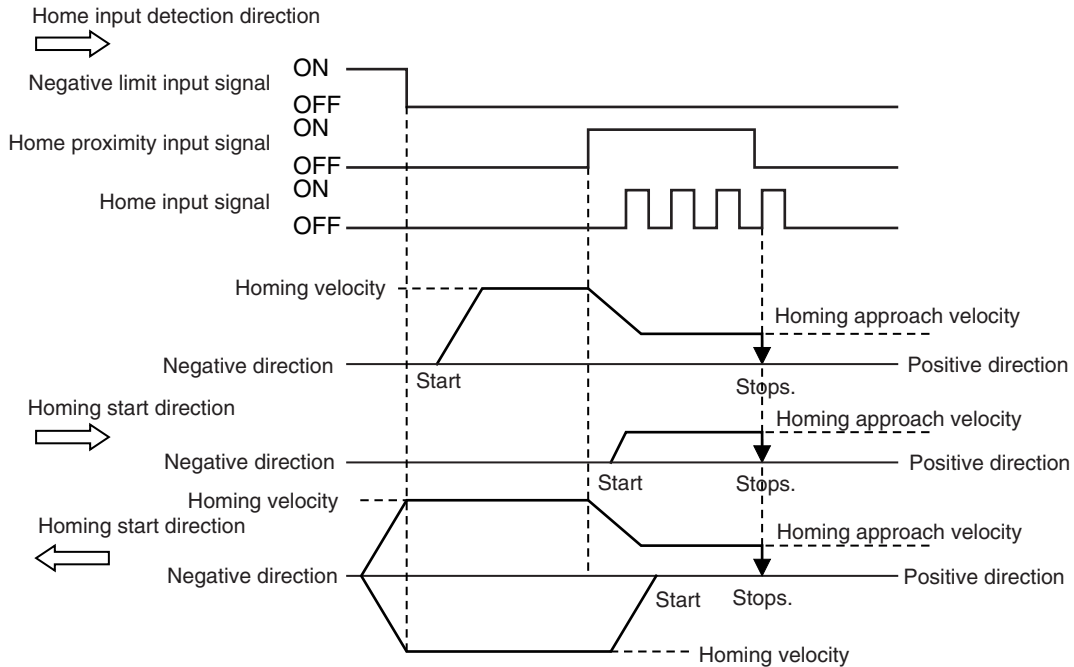 Home input detection direction
Negative limit input signal
ON
OFF
Home proximity input signal
ON
OFF
Home input signal
ON
OFF
Homing velocity
Homing approach velocity
Negative direction
Start
Stops.
Positive direction
Homing start direction
Homing approach velocity
Negative direction
Start
Stops.
Positive direction
Homing velocity
Homing start direction
Homing approach velocity
Negative direction
Start
Stops.
Positive direction
Homing velocity